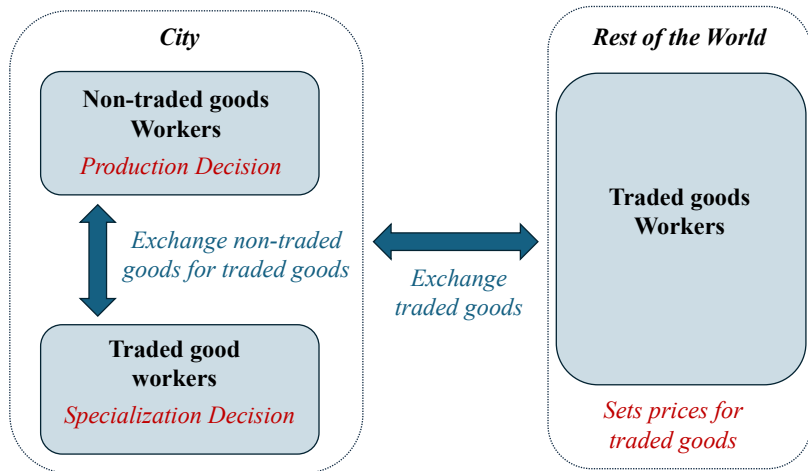 City
Non-traded goods
Workers
Production Decision
Exchange non-traded
goods for traded goods
Traded good
workers
Specialization Decision
Exchange
traded goods
Rest of the World
Traded goods
Workers
Sets prices for
traded goods